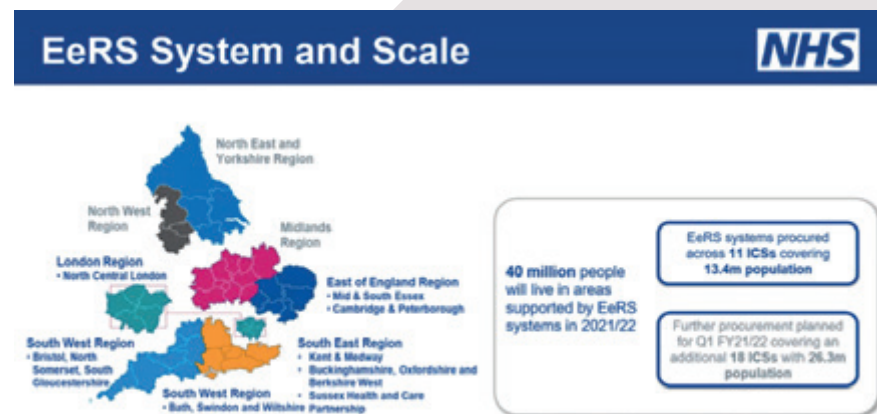 EeRS System and Scale
NHS
North East and
Yorkshire Region
North West
Region
Midlands
Region
London Region
• North Central London
East of England Region
• Mid & South Essex
• Cambridge & Peterborough
South West Region
• Bristol, North
Somerset, South
Gloucestershire
South East Region
• Kent & Medway
• Buckinghamshire, Oxfordshire and
Berkshire West
• Sussex Health and Care
Partnership
South West Region
• Bath, Swindon and Wiltshire
40 million people
will live in areas
supported by EeRS
systems in 2021/22
EeRS systems procured
across 11 ICSs covering
13.4m population
Further procurement planned
for Q1 FY21/22 covering an
additional 18 ICSs with 26.3m
population